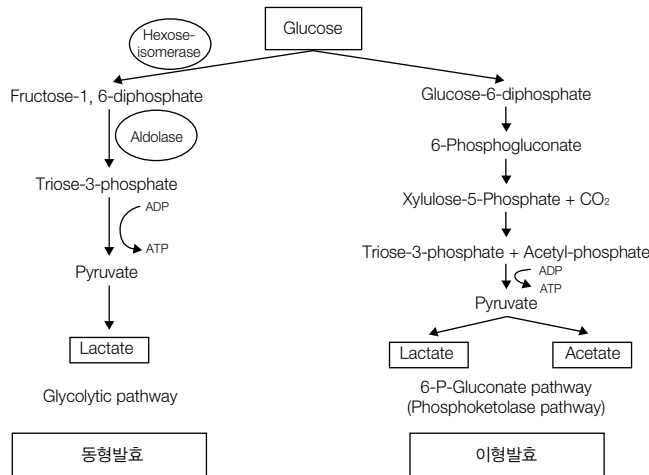 Glucose
Hexose-
isomerase
Fructose-1, 6-diphosphate
Aldolase
Triose-3-phosphate
ADP
ATP
Pyruvate
Lactate
Glycolytic pathway
동형발효
Glucose-6-diphosphate
6-Phosphogluconate
Xylulose-5-Phosphate + CO₂
Triose-3-phosphate + Acetyl-phosphate
ADP
ATP
Pyruvate
Lactate
Acetate
6-P-Gluconate pathway
(Phosphoketolase pathway)
이형발효